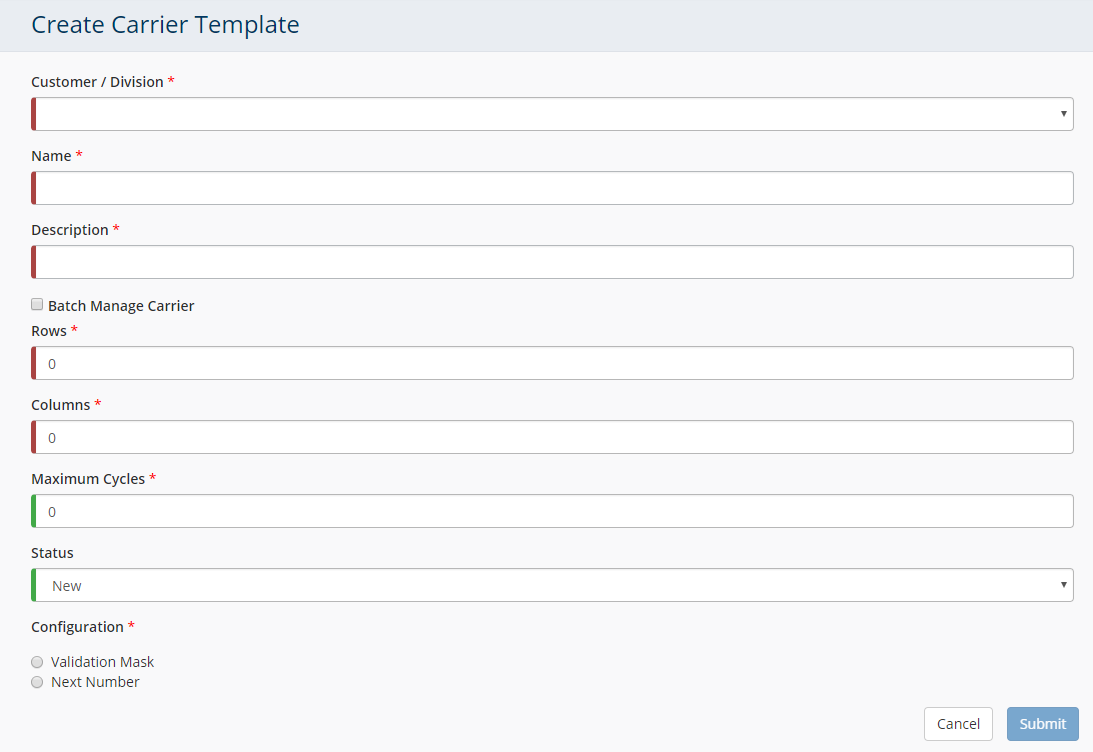 Create Carrier Template
Customer / Division *
Name *
Description *
Batch Manage Carrier
Rows *
0
Columns *
0
Maximum Cycles *
0
Status
New
Configuration *
Validation Mask
Next Number
Cancel Submit